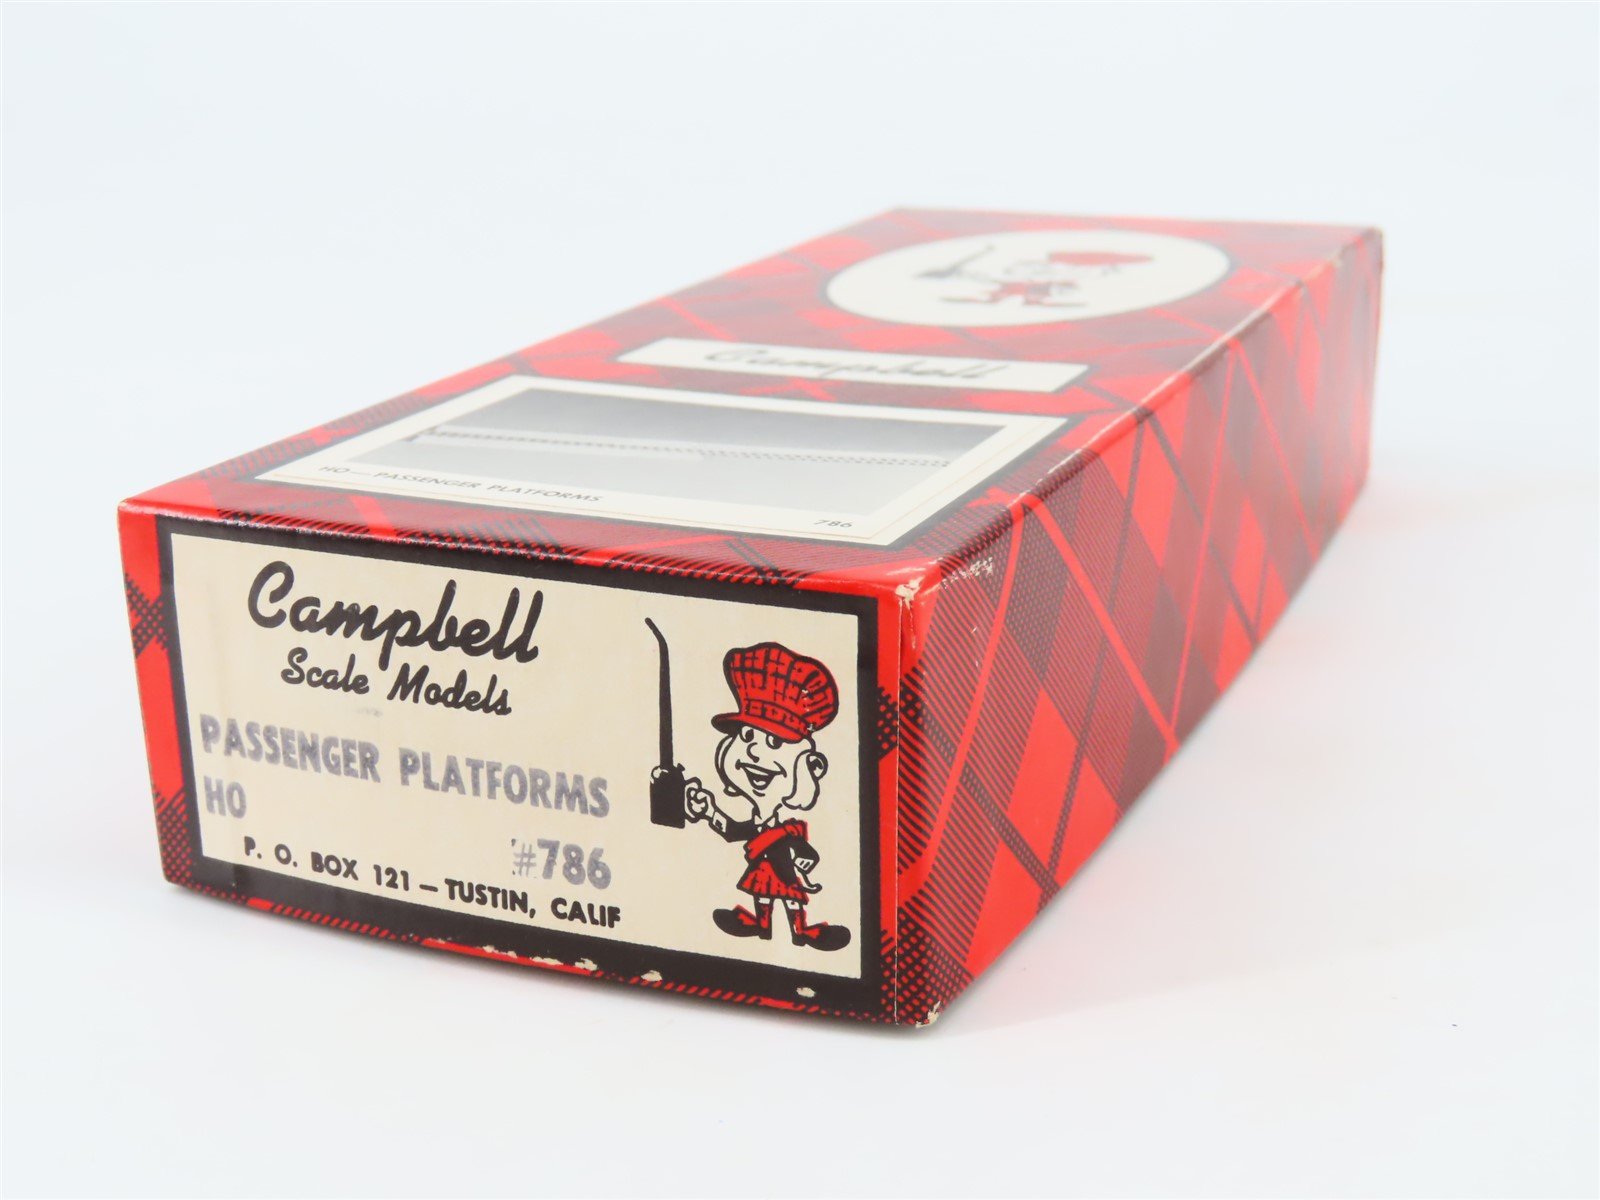 Campbell
HO—PASSENGER PLATFORMS
786
Campbell
Scale Models
PASSENGER PLATFORMS
HO
#786
P. O. BOX 121 – TUSTIN, CALIF